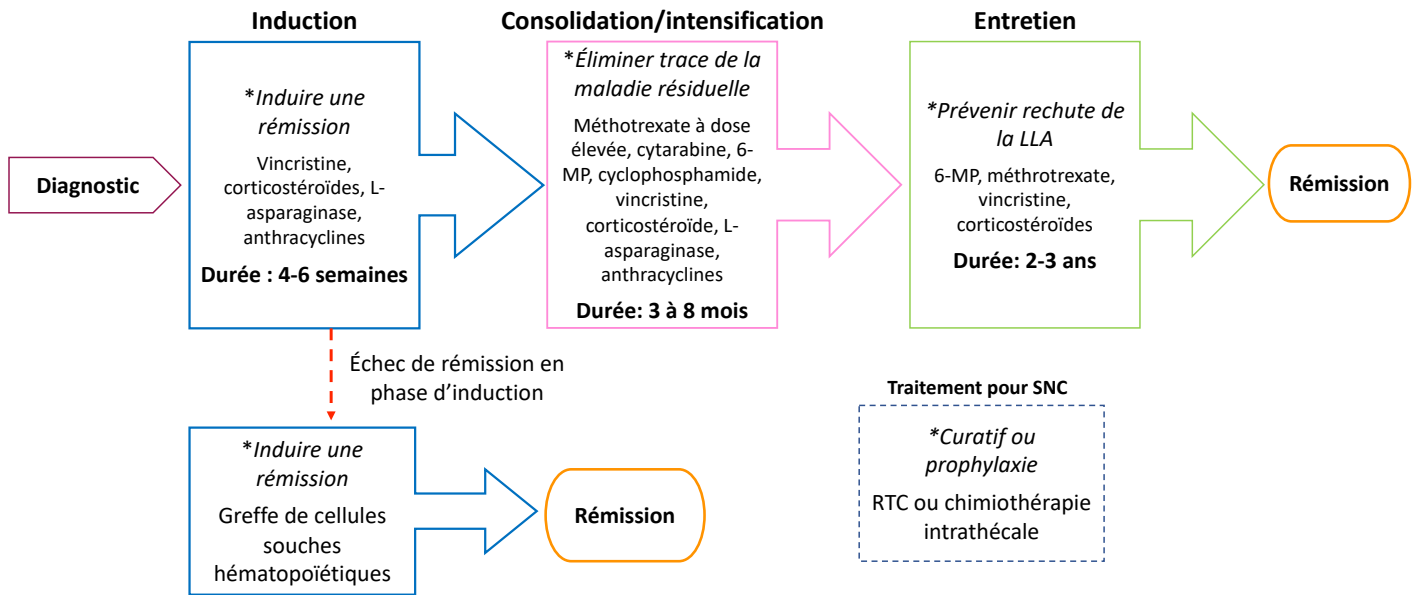 Induction
Consolidation/intensification
Entretien
Diagnostic
*Induire une
rémission
Vincristine,
corticostéroïdes, L-
asparaginase,
anthracyclines
Durée : 4-6 semaines
*Éliminer trace de la
maladie résiduelle
Méthotrexate à dose
élevée, cytarabine, 6-
MP, cyclophosphamide,
vincristine,
corticostéroïde, L-
asparaginase,
anthracyclines
Durée: 3 à 8 mois
*Prévenir rechute de
la LLA
6-MP, méthrotrexate,
vincristine,
corticostéroïdes
Durée: 2-3 ans
Rémission
Échec de rémission en
phase d’induction
*Induire une
rémission
Greffe de cellules
souches
hématopoïétiques
Rémission
Traitement pour SNC
*Curatif ou
prophylaxie
RTC ou chimiothérapie
intrathécale